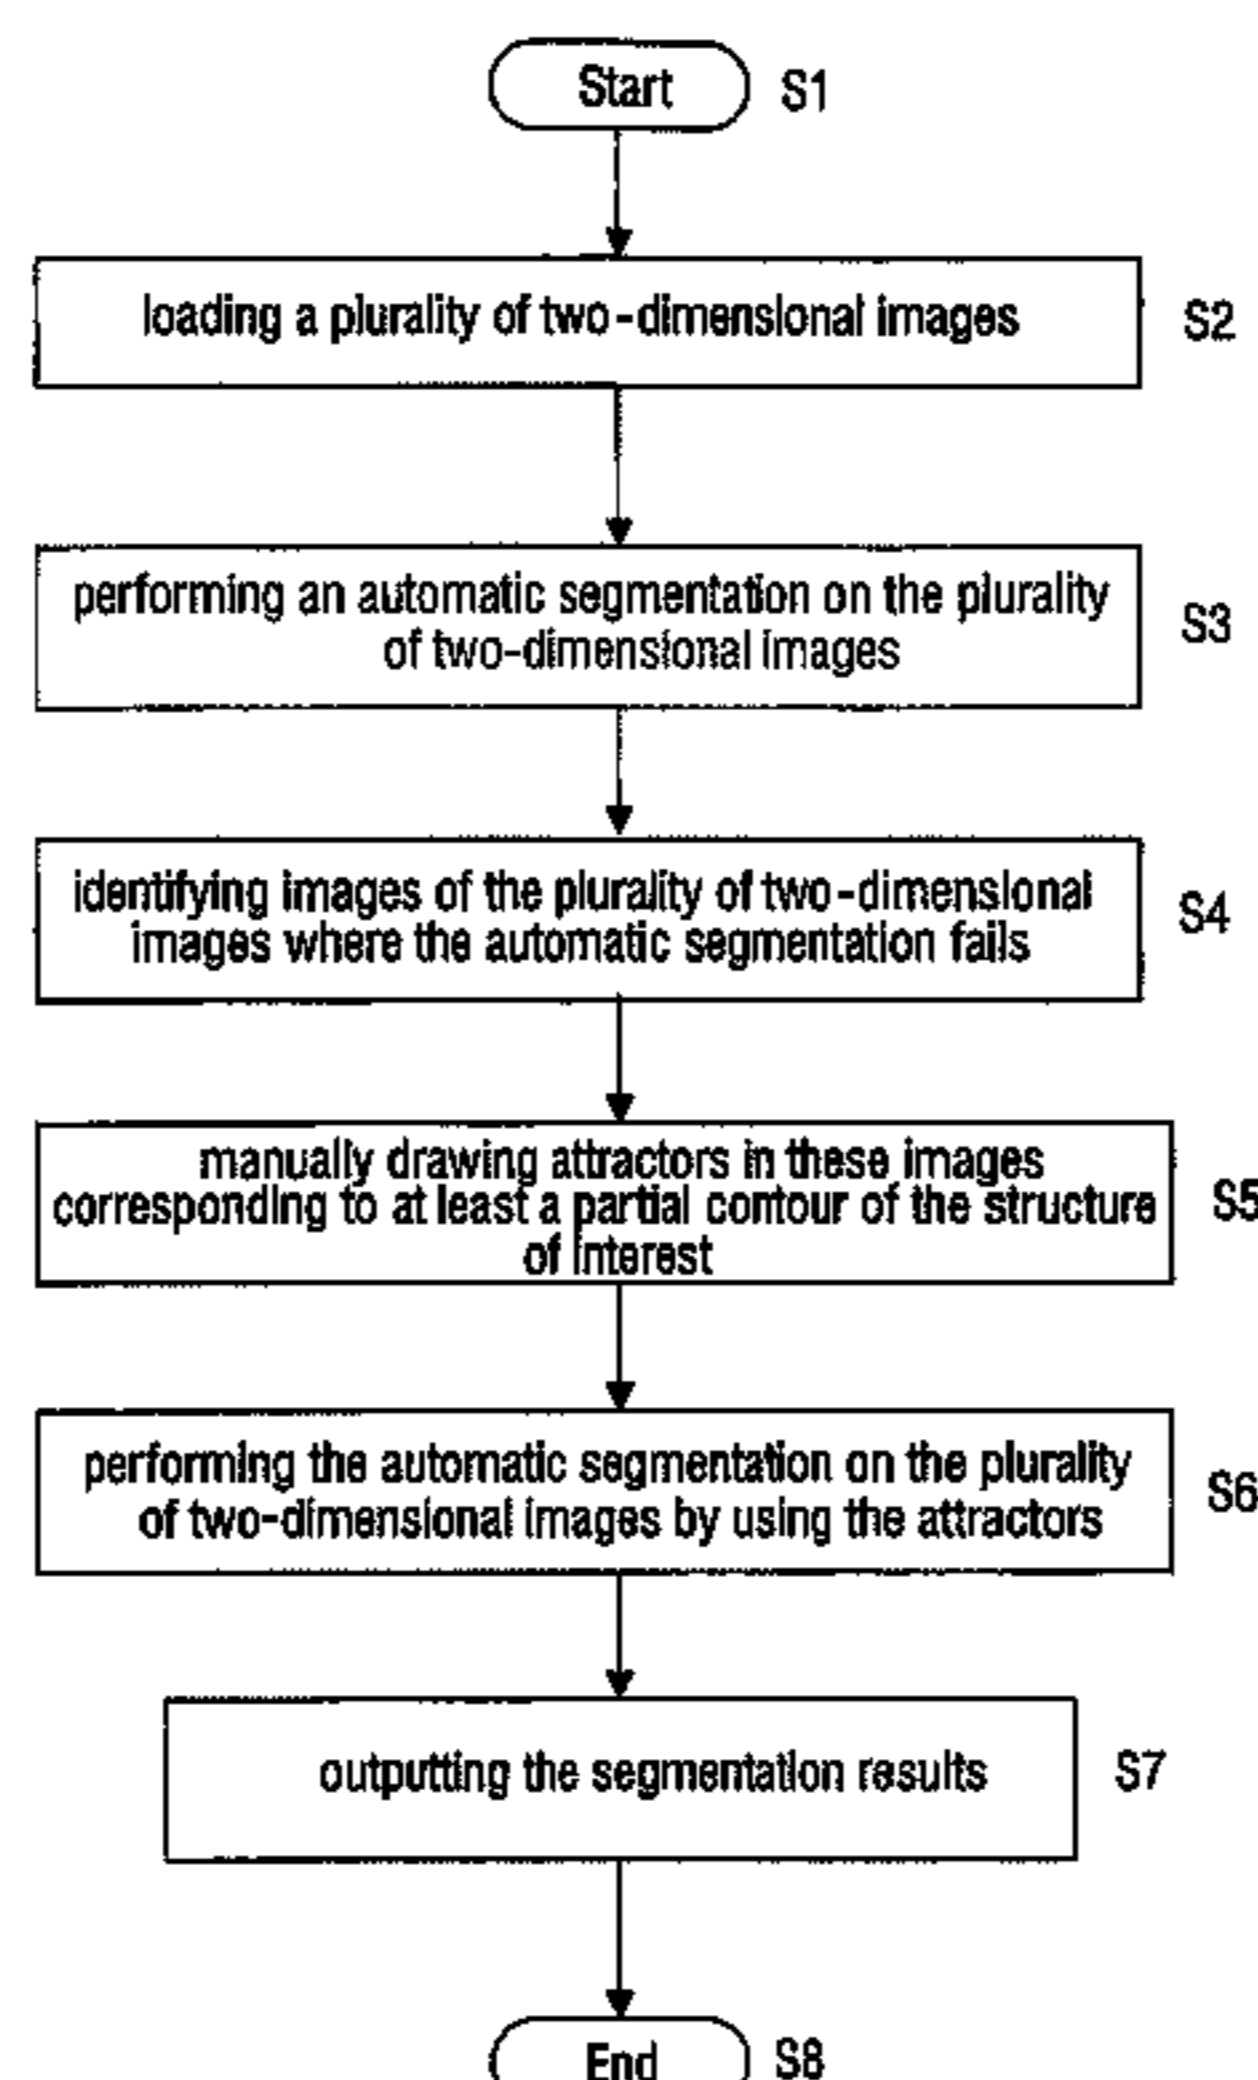 Start S1
loading a plurality of two-dimensional images S2
performing an automatic segmentation on the plurality
of two-dimensional images
S3
identifying images of the plurality of two-dimensional
images where the automatic segmentation fails
S4
manually drawing attractors in these images
corresponding to at least a partial contour of the structure
of interest
S5
performing the automatic segmentation on the plurality
of two-dimensional images by using the attractors
S6
outputting the segmentation results S7
End S8